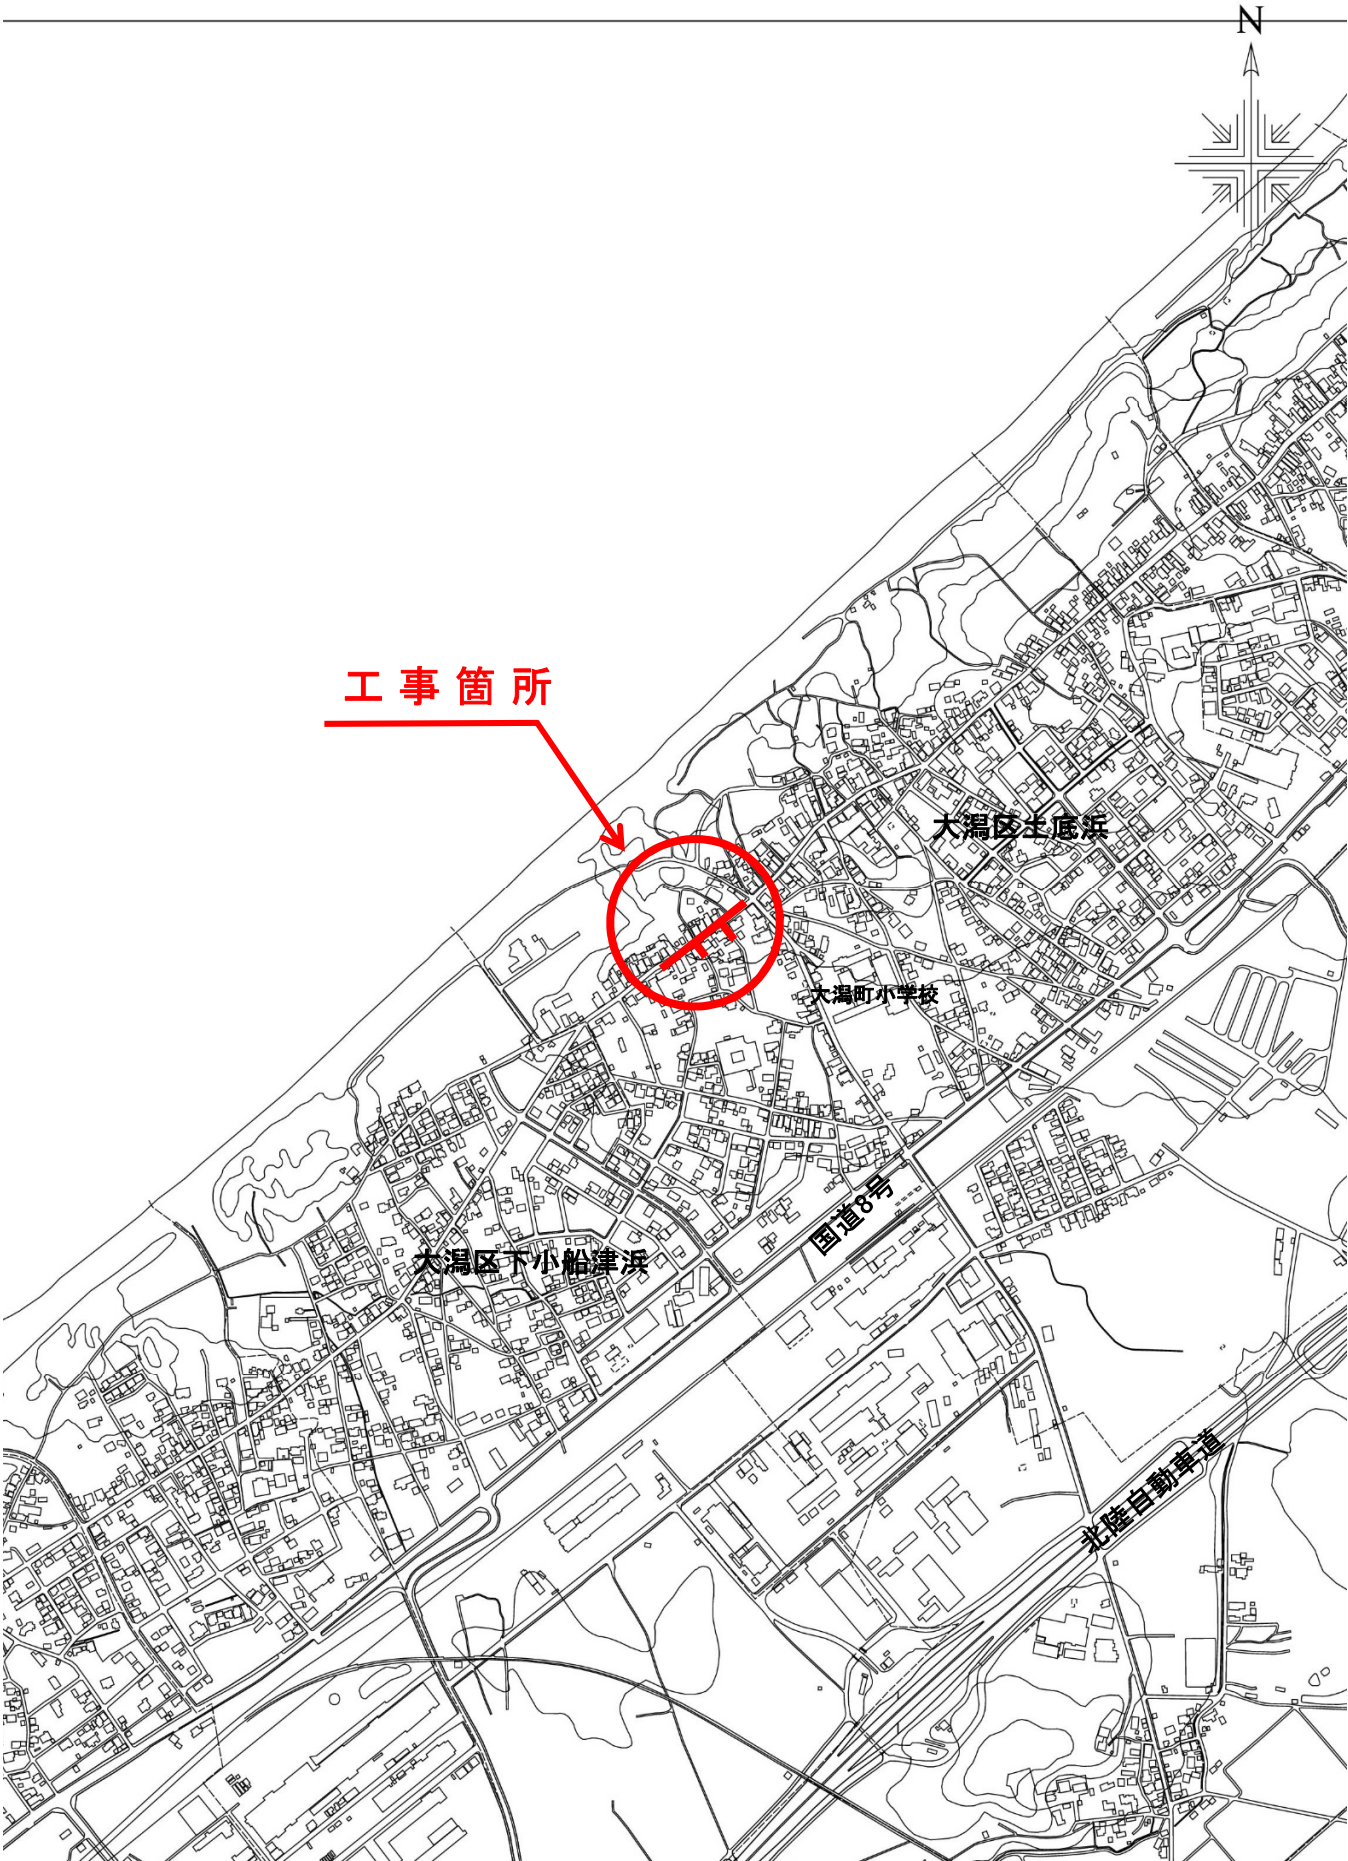 N
工事箇所
大潟区土底浜
大潟町小学校
国道8号
大潟区下小船津浜
北陸自動車道